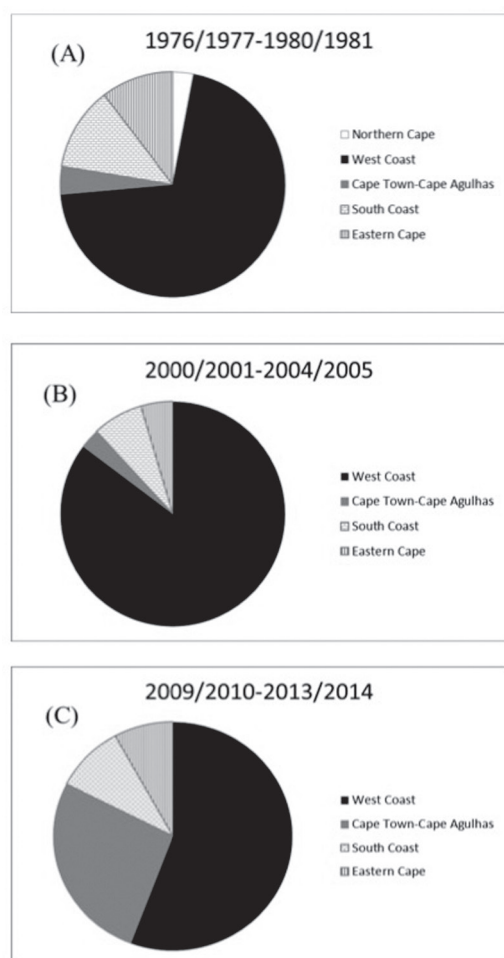 1976/1977-1980/1981
(A)
Northern Cape
West Coast
Cape Town-Cape Agulhas
South Coast
Eastern Cape
2000/2001-2004/2005
(B)
West Coast
Cape Town-Cape Agulhas
South Coast
Eastern Cape
2009/2010-2013/2014
(C)
West Coast
Cape Town-Cape Agulhas
South Coast
Eastern Cape